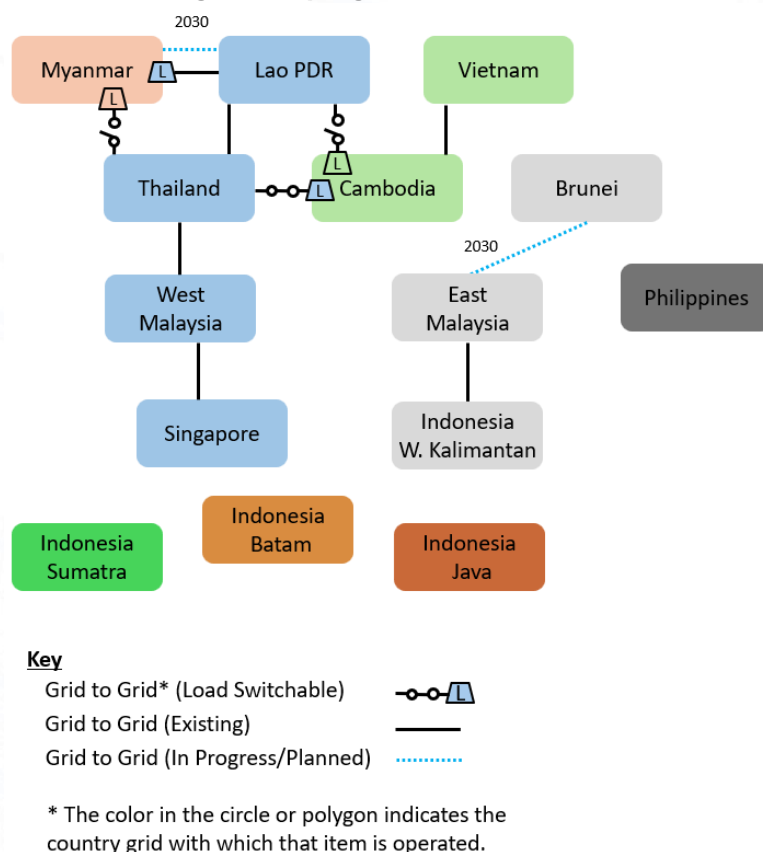 2030
Myanmar
L
Lao PDR
Vietnam
L
L
Thailand
L
Cambodia
Brunei
2030
West
Malaysia
East
Malaysia
Philippines
Singapore
Indonesia
W. Kalimantan
Indonesia
Sumatra
Indonesia
Batam
Indonesia
Java
Key
Grid to Grid* (Load Switchable)
L
Grid to Grid (Existing)
Grid to Grid (In Progress/Planned)
* The color in the circle or polygon indicates the
country grid with which that item is operated.